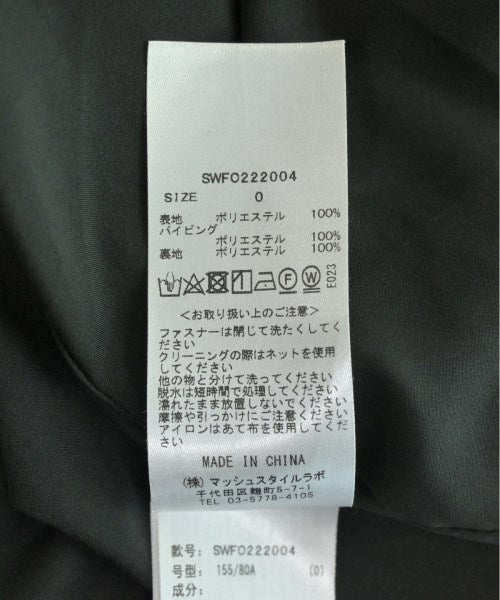 SWFO222004
SIZE 0
表地 ポリエステル 100%
パイピング
ポリエステル 100%
裏地 ポリエステル 100%
E023
<お取り扱い上のご注意>
ファスナーは閉じて洗たくしてく
ださい
クリーニングの際はネットを使用
してください
他の物と分けて洗ってください
脱水は短時間で処理してください
濡れたまま放置しないでください
摩擦や引っかけにご注意ください
アイロンはあて布を使用してくだ
さい
MADE IN CHINA
(株)マッシュスタイルラボ
千代田区麹町5-7-1
TEL 03-5778-4105
款号: SWFO222004
号型: 155/80A (0)
成分: